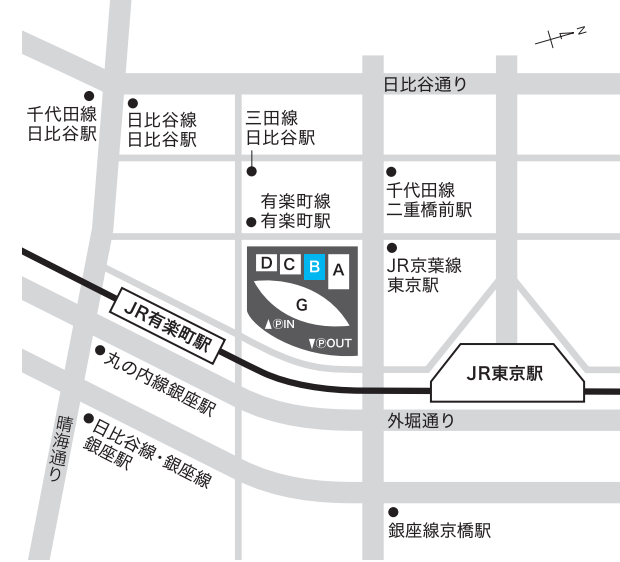 N
日比谷通り
千代田線
日比谷駅
日比谷線
日比谷駅
三田線
日比谷駅
有楽町線
有楽町駅
千代田線
二重橋前駅
JR京葉線
東京駅
D
C
B
A
G
▲ⓅIN
▼ⓅOUT
JR有楽町駅
JR東京駅
丸の内線銀座駅
外堀通り
日比谷線・銀座線
銀座駅
晴海通り
銀座線京橋駅